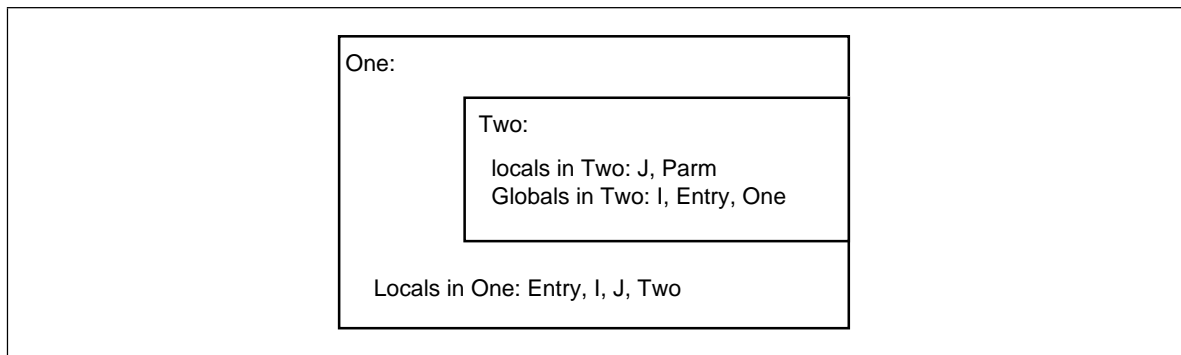 One:
Two:
locals in Two: J, Parm
Globals in Two: I, Entry, One
Locals in One: Entry, I, J, Two